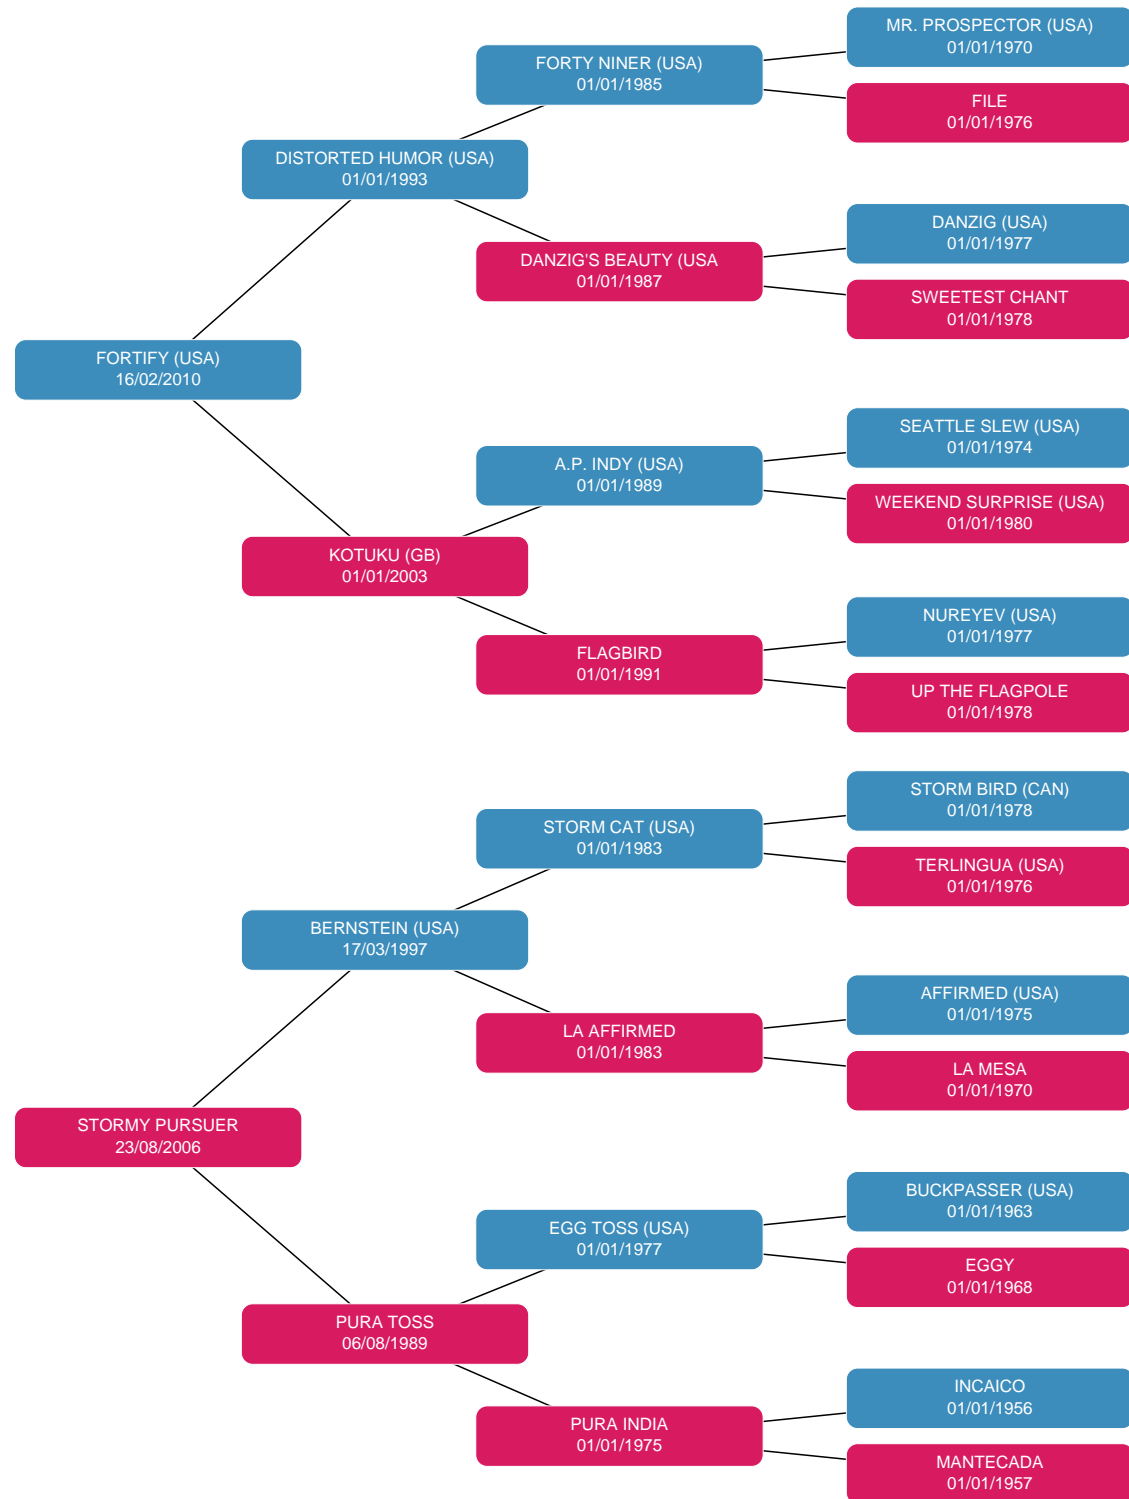 MR. PROSPECTOR (USA)
01/01/1970
FORTY NINER (USA)
01/01/1985
FILE
01/01/1976
DISTORTED HUMOR (USA)
01/01/1993
DANZIG (USA)
01/01/1977
DANZIG'S BEAUTY (USA
01/01/1987
SWEETEST CHANT
01/01/1978
FORTIFY (USA)
16/02/2010
SEATTLE SLEW (USA)
01/01/1974
A.P. INDY (USA)
01/01/1989
WEEKEND SURPRISE (USA)
01/01/1980
KOTUKU (GB)
01/01/2003
NUREYEV (USA)
01/01/1977
FLAGBIRD
01/01/1991
UP THE FLAGPOLE
01/01/1978
STORM BIRD (CAN)
01/01/1978
STORM CAT (USA)
01/01/1983
TERLINGUA (USA)
01/01/1976
BERNSTEIN (USA)
17/03/1997
AFFIRMED (USA)
01/01/1975
LA AFFIRMED
01/01/1983
LA MESA
01/01/1970
STORMY PURSUER
23/08/2006
BUCKPASSER (USA)
01/01/1963
EGG TOSS (USA)
01/01/1977
EGGY
01/01/1968
PURA TOSS
06/08/1989
INCAICO
01/01/1956
PURA INDIA
01/01/1975
MANTECADA
01/01/1957